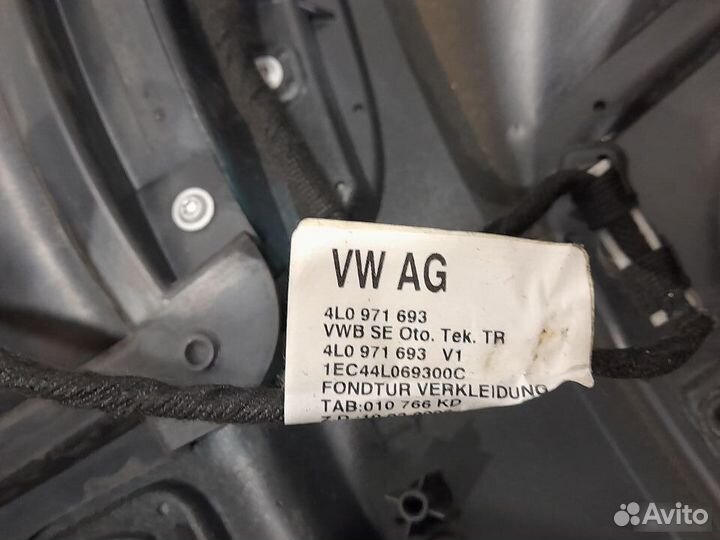 VW AG
4L0 971 693
VWB SE Oto. Tek. TR
4L0 971 693 V1
1EC44L069300C
FONDTUR VERKLEIDUNG
TAB:010 766 KD
Avito